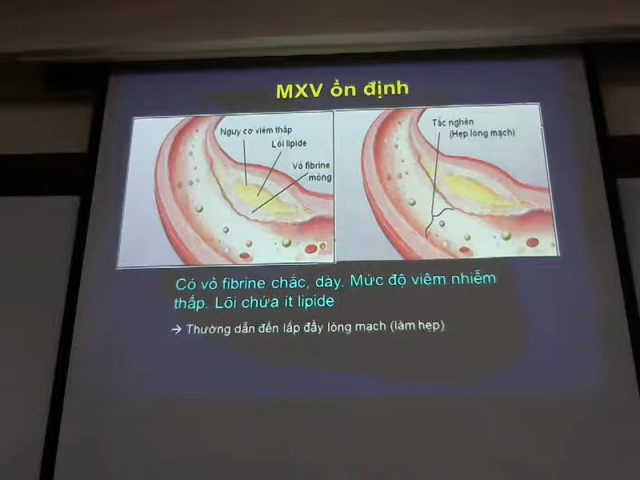 MXV ổn định
Nguy cơ viêm thấp
Lõi lipide
Vỏ fibrine
mỏng
Tắc nghẽn
(Hẹp lòng mạch)
Có vỏ fibrine chắc, dày. Mức độ viêm nhiễm
thấp. Lõi chứa ít lipide
→ Thường dẫn đến lấp đầy lòng mạch (làm hẹp)